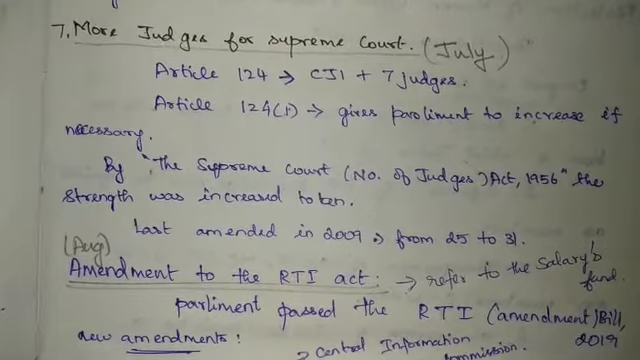 7. More Judges for supreme court. (July)
Article 124 → CJI + 7 judges.
Article 124(1) → gives parliment to increase if
necessary.
By "The Supreme court (No. of Judges) Act, 1956" the
strength was increased to ten.
Last amended in 2009 → from 25 to 31.
(Aug)
Amendment to the RTI act: → refer to the Salary's
fund.
parliment passed the RTI (amendment) Bill,
2019
new amendments:
→ Central Information